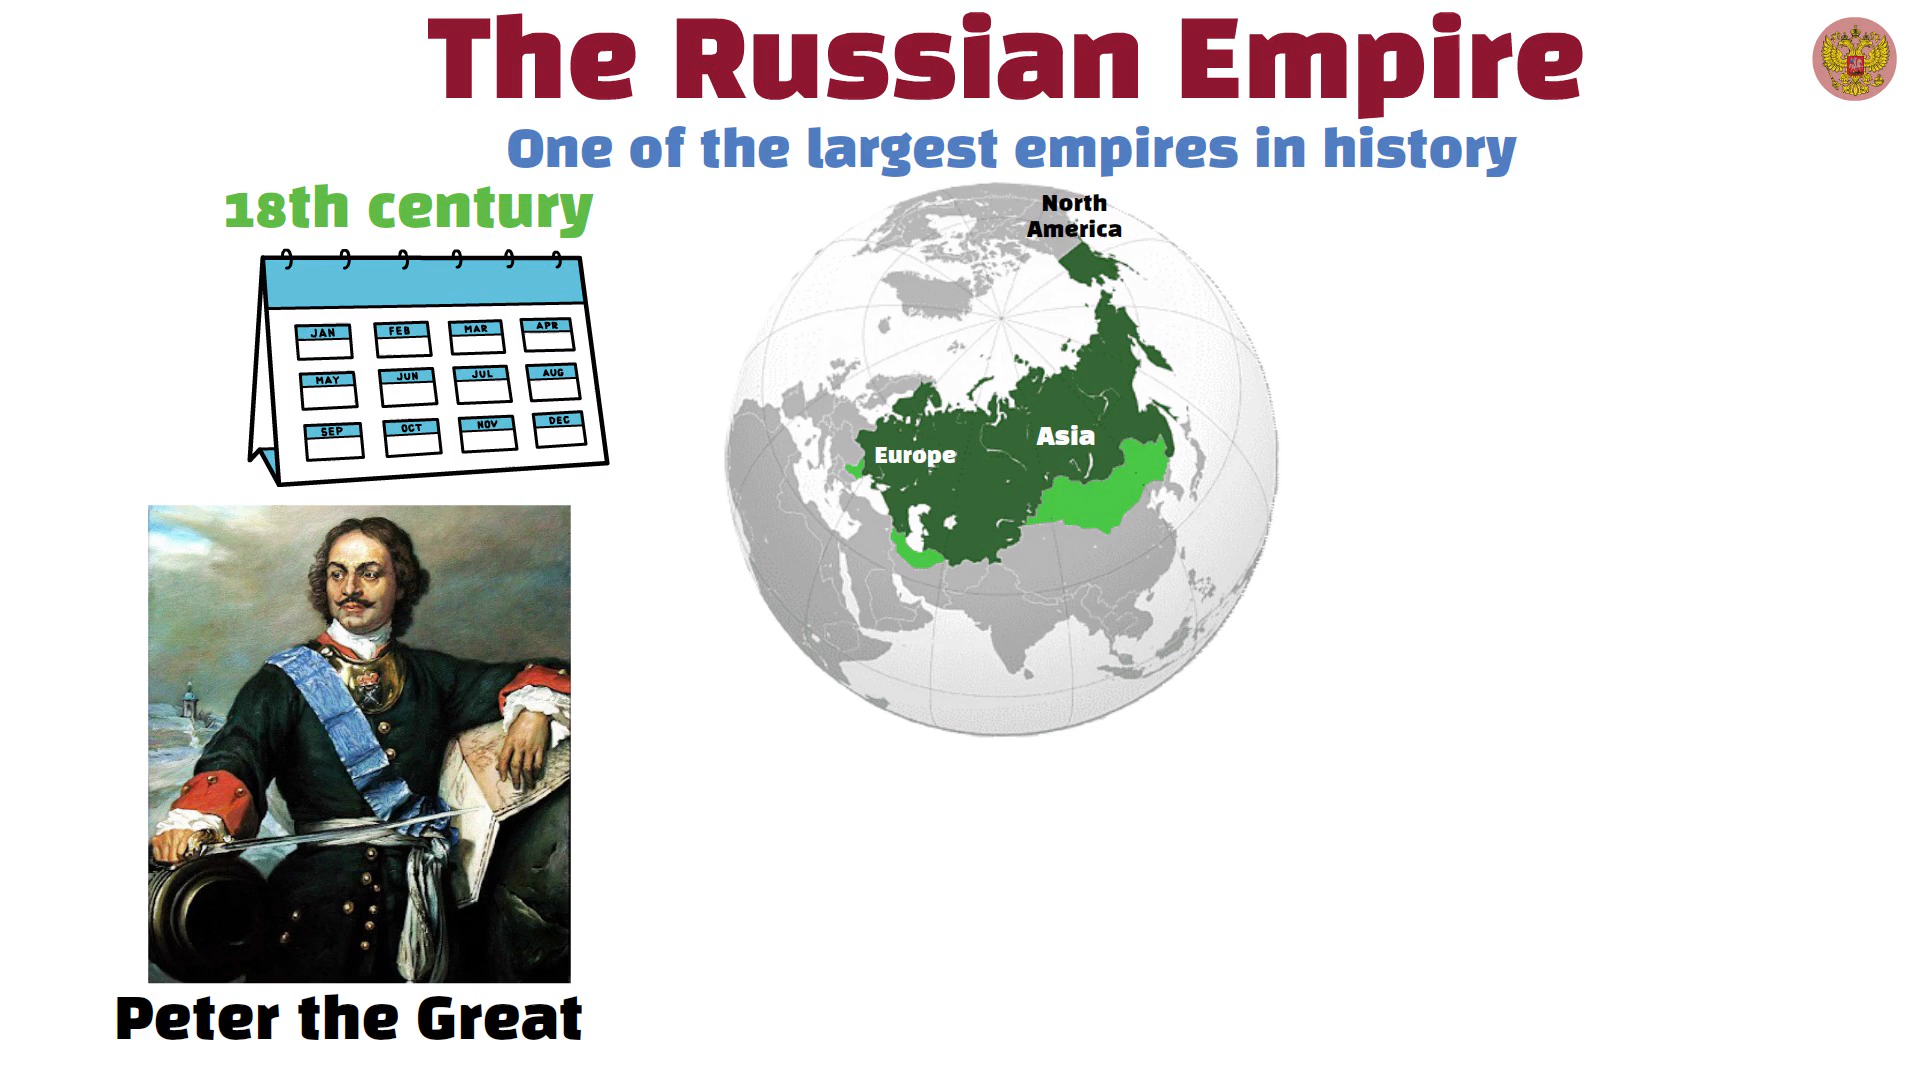 The Russian Empire
One of the largest empires in history
18th century
JAN FEB MAR APR
MAY JUN JUL AUG
SEP OCT NOV DEC
North
America
Asia
Europe
Peter the Great